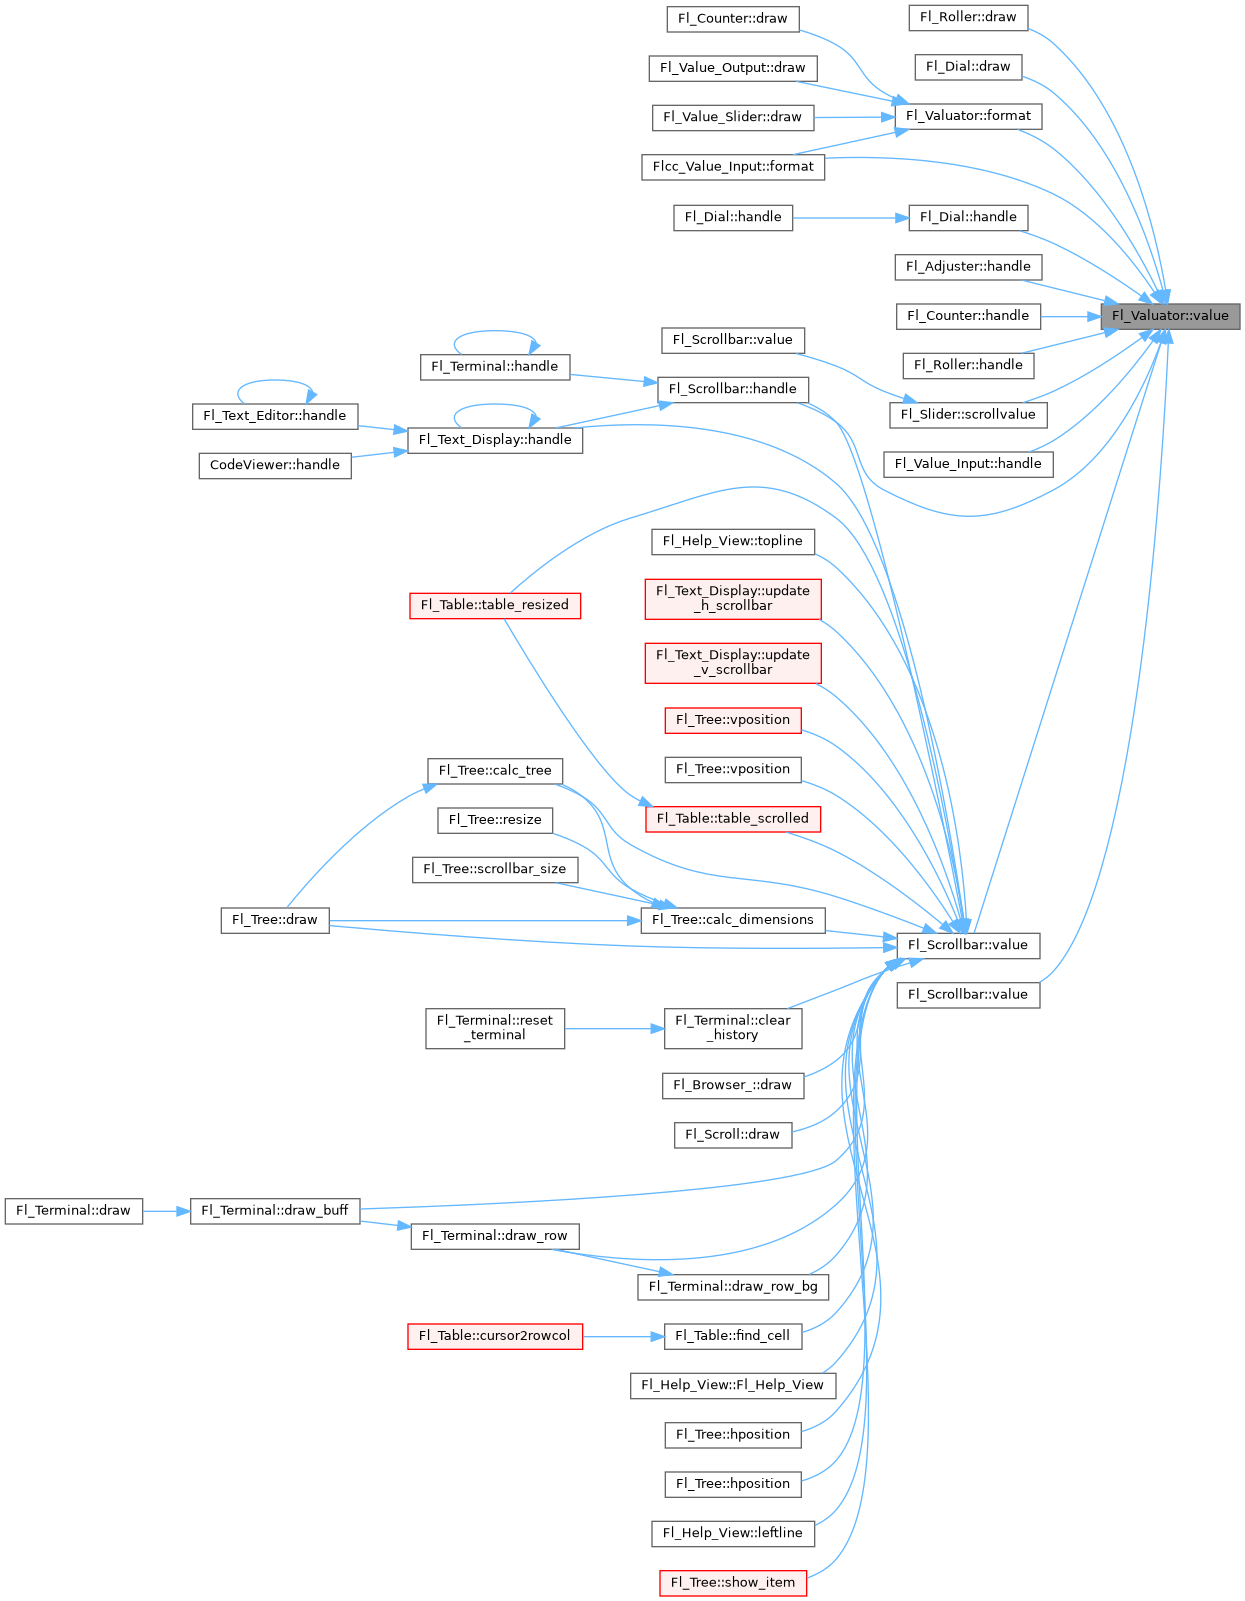 Fl_Counter::draw
Fl_Roller::draw
Fl_Value_Output::draw
Fl_Dial::draw
Fl_Value_Slider::draw
Fl_Valuator::format
Flcc_Value_Input::format
Fl_Dial::handle
Fl_Dial::handle
Fl_Adjuster::handle
Fl_Counter::handle
Fl_Valuator::value
Fl_Scrollbar::value
Fl_Terminal::handle
Fl_Roller::handle
Fl_Scrollbar::handle
Fl_Text_Editor::handle
Fl_Slider::scrollvalue
Fl_Text_Display::handle
CodeViewer::handle
Fl_Value_Input::handle
Fl_Help_View::topline
Fl_Text_Display::update
_h_scrollbar
Fl_Table::table_resized
Fl_Text_Display::update
_v_scrollbar
Fl_Tree::vposition
Fl_Tree::calc_tree
Fl_Tree::vposition
Fl_Tree::resize
Fl_Table::table_scrolled
Fl_Tree::scrollbar_size
Fl_Tree::draw
Fl_Tree::calc_dimensions
Fl_Scrollbar::value
Fl_Scrollbar::value
Fl_Terminal::reset
_terminal
Fl_Terminal::clear
_history
Fl_Browser_::draw
Fl_Scroll::draw
Fl_Terminal::draw
Fl_Terminal::draw_buff
Fl_Terminal::draw_row
Fl_Terminal::draw_row_bg
Fl_Table::cursor2rowcol
Fl_Table::find_cell
Fl_Help_View::Fl_Help_View
Fl_Tree::hposition
Fl_Tree::hposition
Fl_Help_View::leftline
Fl_Tree::show_item